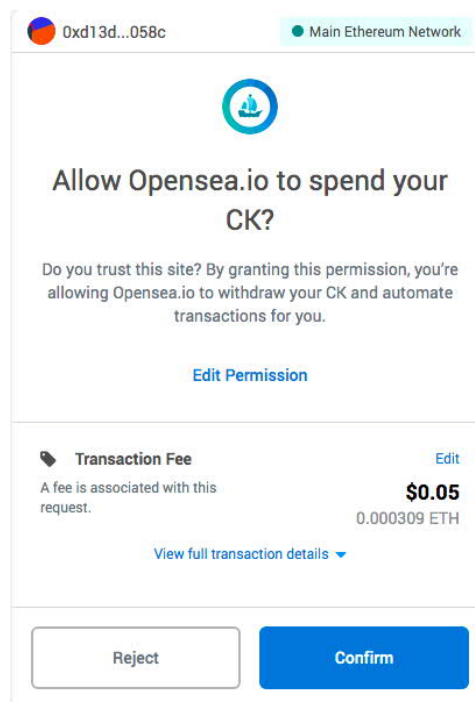 0xd13d...058c
Main Ethereum Network
Allow Opensea.io to spend your
CK?
Do you trust this site? By granting this permission, you're
allowing Opensea.io to withdraw your CK and automate
transactions for you.
Edit Permission
Transaction Fee
Edit
A fee is associated with this
request.
$0.05
0.000309 ETH
View full transaction details
Reject
Confirm